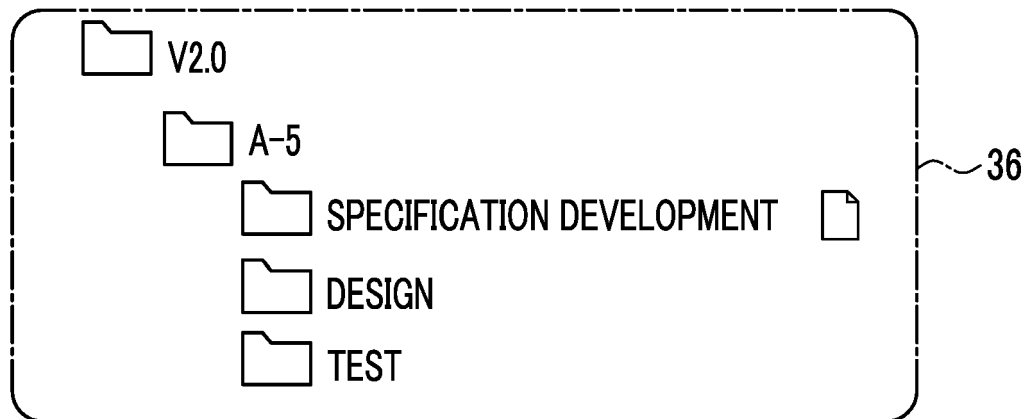 V2.0
A-5
36
SPECIFICATION DEVELOPMENT
DESIGN
TEST